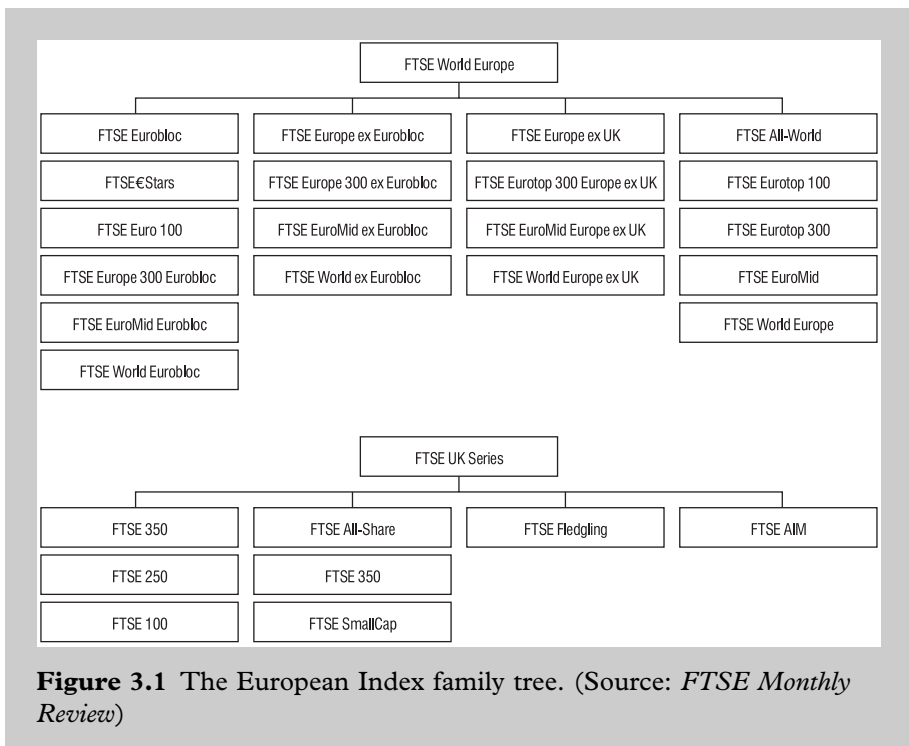 FTSE World Europe
FTSE Eurobloc
FTSE Europe ex Eurobloc
FTSE Europe ex UK
FTSE All-World
FTSE€Stars
FTSE Europe 300 ex Eurobloc
FTSE Eurotop 300 Europe ex UK
FTSE Eurotop 100
FTSE Euro 100
FTSE EuroMid ex Eurobloc
FTSE EuroMid Europe ex UK
FTSE Eurotop 300
FTSE Europe 300 Eurobloc
FTSE World ex Eurobloc
FTSE World Europe ex UK
FTSE EuroMid
FTSE EuroMid Eurobloc
FTSE World Europe
FTSE World Eurobloc
FTSE UK Series
FTSE 350
FTSE All-Share
FTSE Fledgling
FTSE AIM
FTSE 250
FTSE 350
FTSE 100
FTSE SmallCap
Figure 3.1 The European Index family tree. (Source: FTSE Monthly
Review)